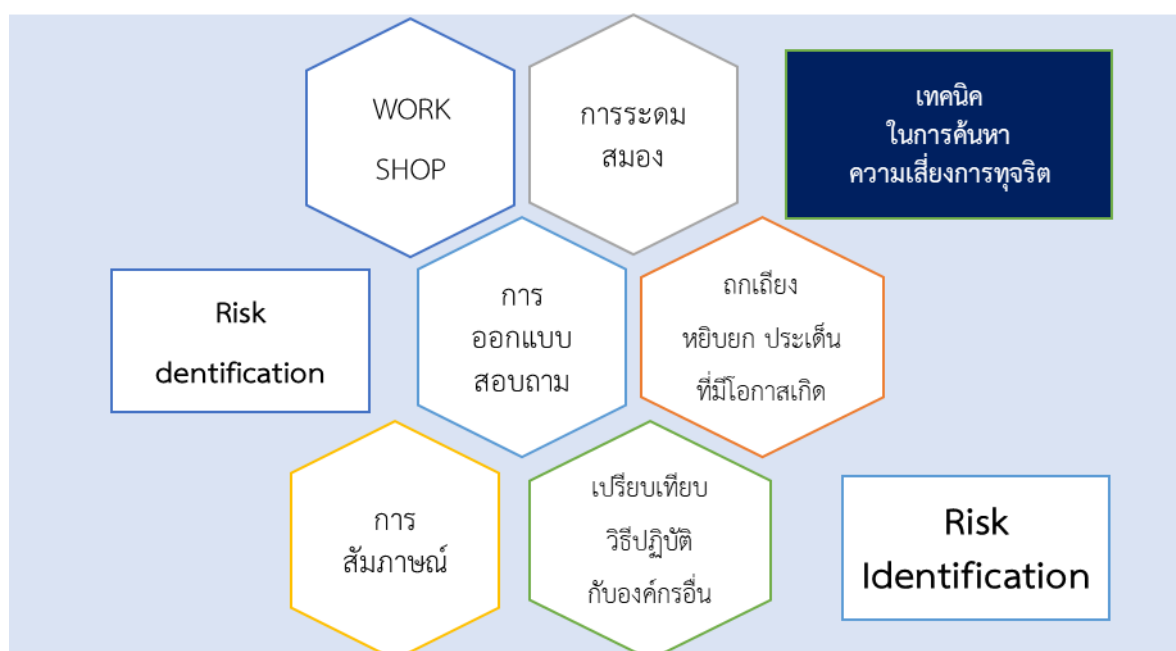 WORK
SHOP
การระดม
สมอง
เทคนิค
ในการค้นหา
ความเสี่ยงการทุจริต
Risk
dentification
การ
ออกแบบ
สอบถาม
ถกเถียง
หยิบยก ประเด็น
ที่มีโอกาสเกิด
การ
สัมภาษณ์
เปรียบเทียบ
วิธีปฏิบัติ
กับองค์กรอื่น
Risk
Identification